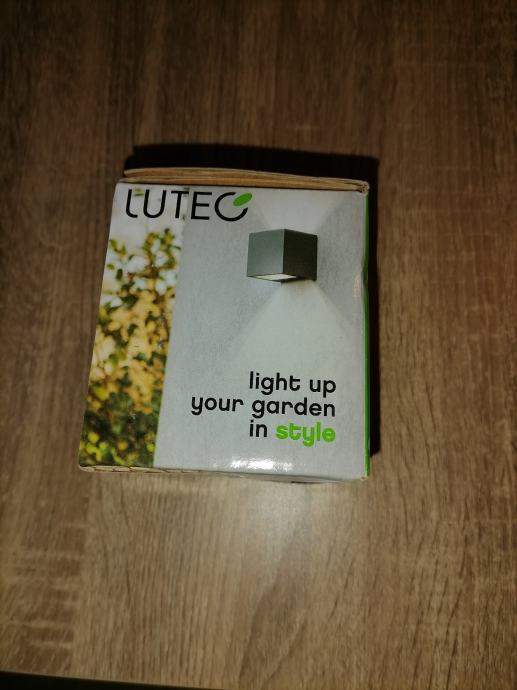 LUTEC
light up
your garden
in style